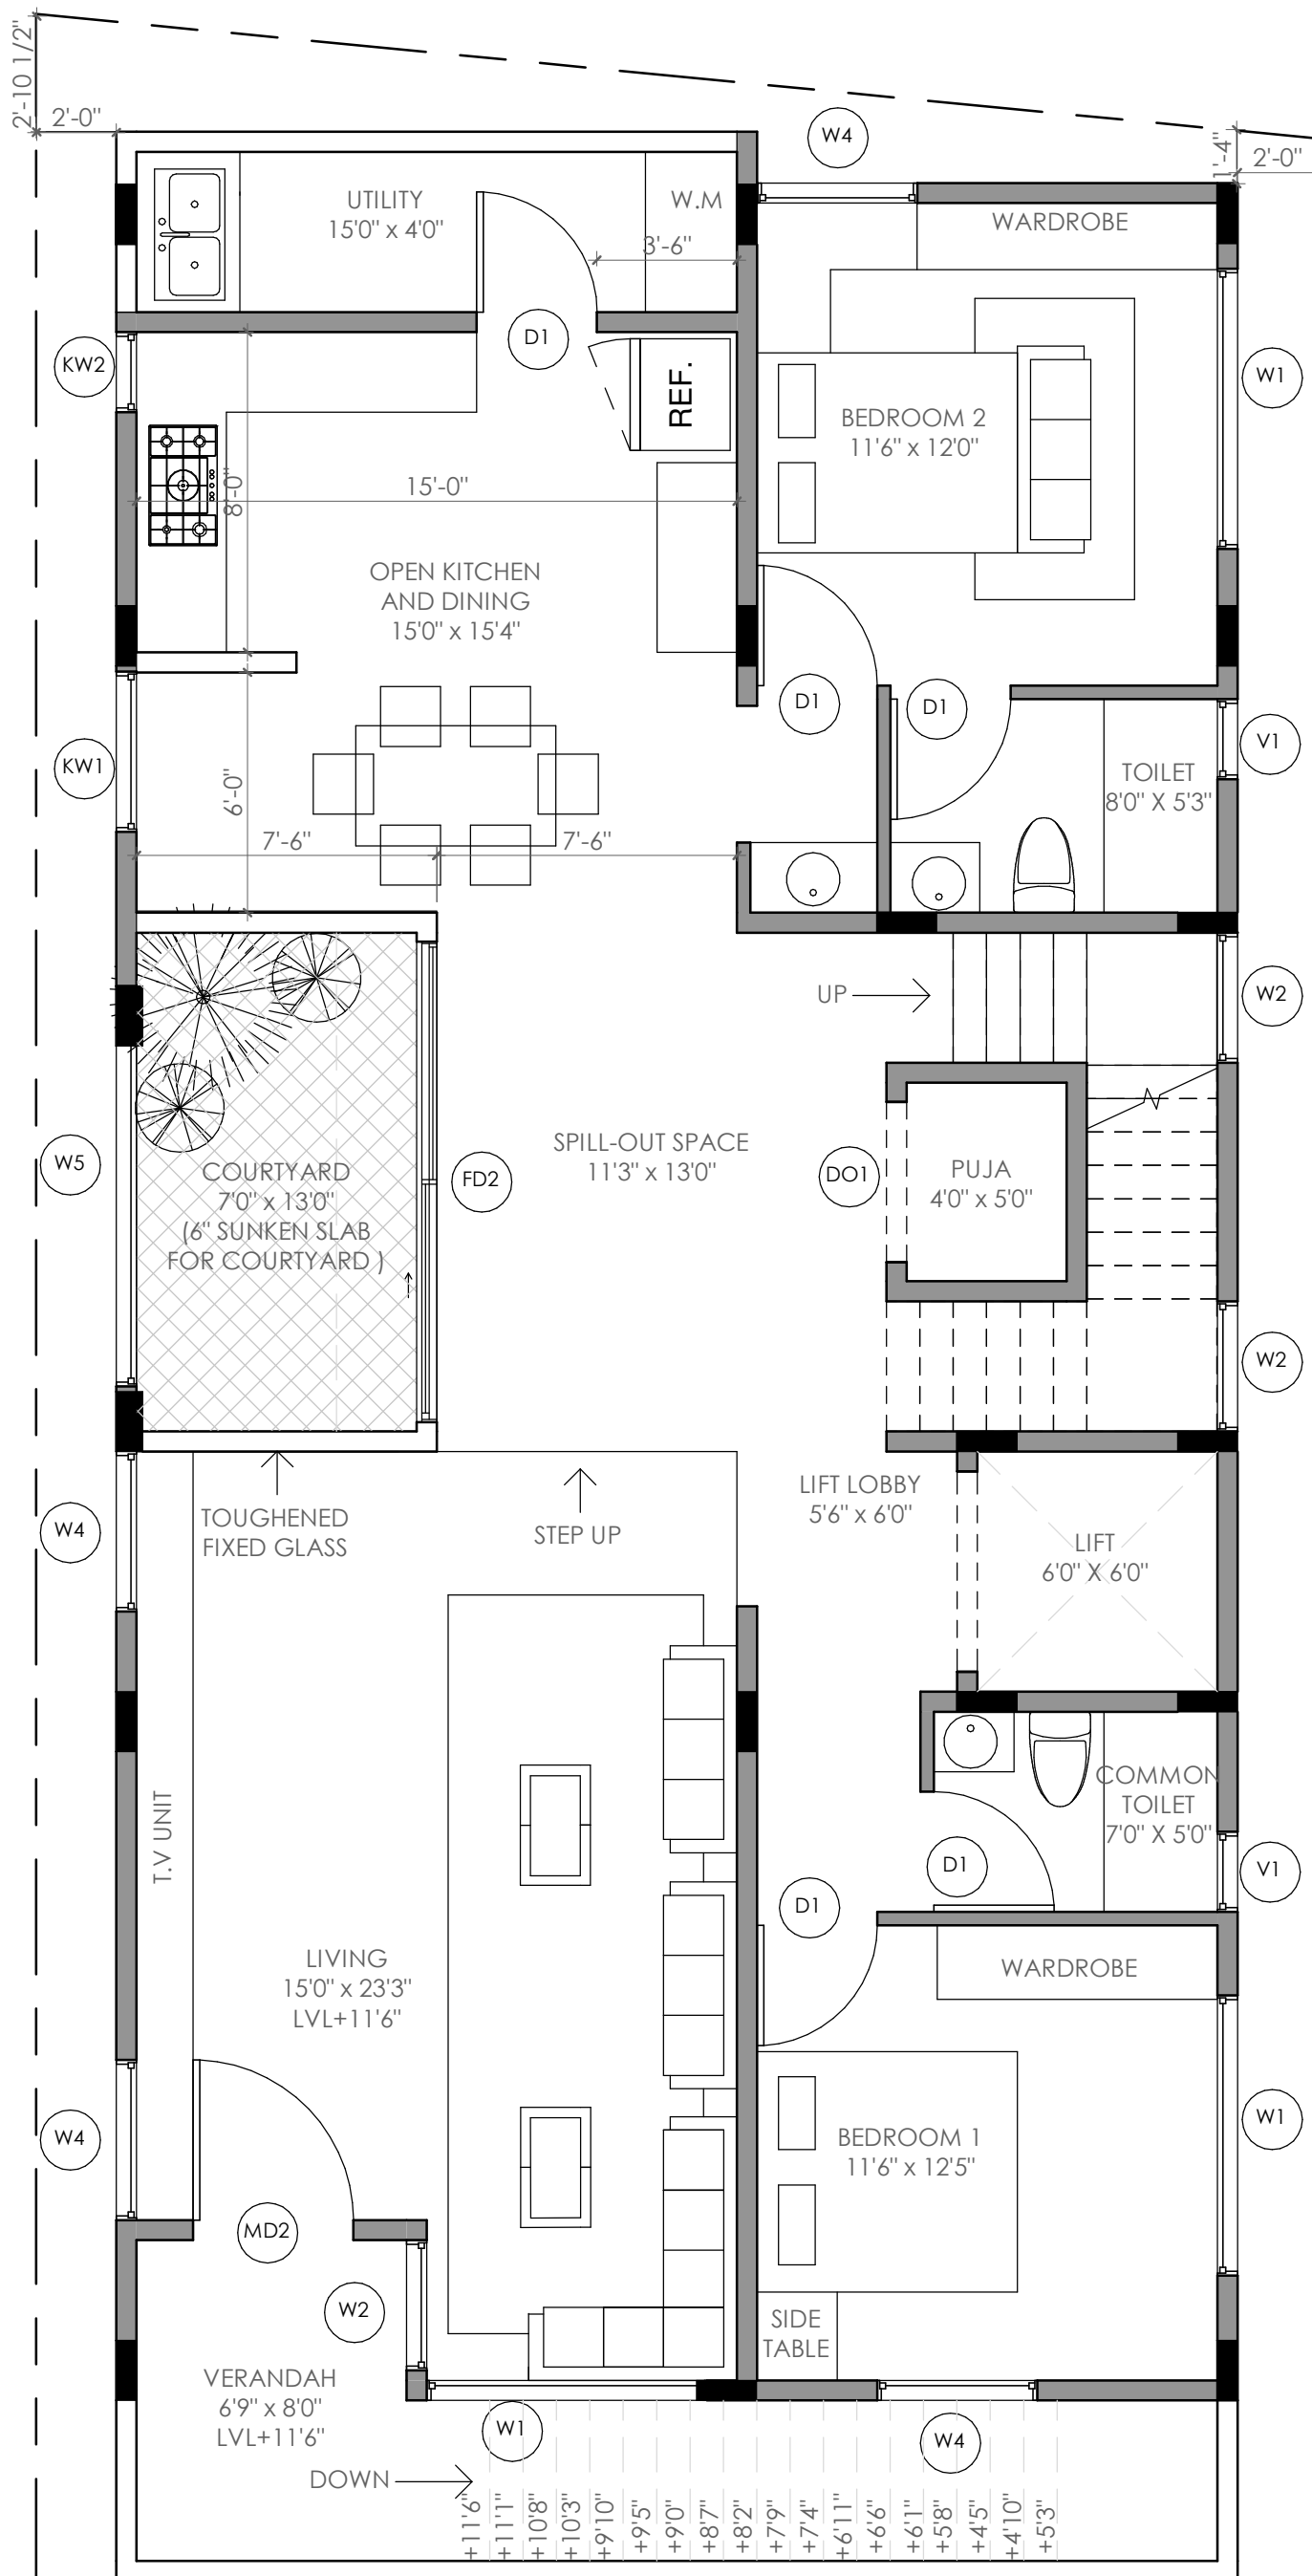 2'-10 1/2"
2'-0"
W4
1'-4"
2'-0"
UTILITY
15'0" x 4'0"
W.M
3'-6"
WARDROBE
D1
KW2
REF.
W1
BEDROOM 2
11'6" x 12'0"
8'-0"
15'-0"
OPEN KITCHEN
AND DINING
15'0" x 15'4"
D1
D1
KW1
V1
TOILET
8'0" X 5'3"
6'-0"
7'-6"
7'-6"
UP
W2
W5
COURTYARD
7'0" x 13'0"
(6" SUNKEN SLAB
FOR COURTYARD )
FD2
SPILL-OUT SPACE
11'3" x 13'0"
DO1
PUJA
4'0" x 5'0"
W2
W4
TOUGHENED
FIXED GLASS
STEP UP
LIFT LOBBY
5'6" x 6'0"
LIFT
6'0" X 6'0"
T.V UNIT
COMMON
TOILET
7'0" X 5'0"
D1
V1
D1
LIVING
15'0" x 23'3"
LVL+11'6"
WARDROBE
W4
W1
BEDROOM 1
11'6" x 12'5"
MD2
W2
SIDE
TABLE
VERANDAH
6'9" x 8'0"
LVL+11'6"
W1
W4
DOWN
+11'6"
+11'1"
+10'8"
+10'3"
+9'10"
+9'5"
+9'0"
+8'7"
+8'2"
+7'9"
+7'4"
+6'11"
+6'6"
+6'1"
+5'8"
+4'5"
+4'10"
+5'3"